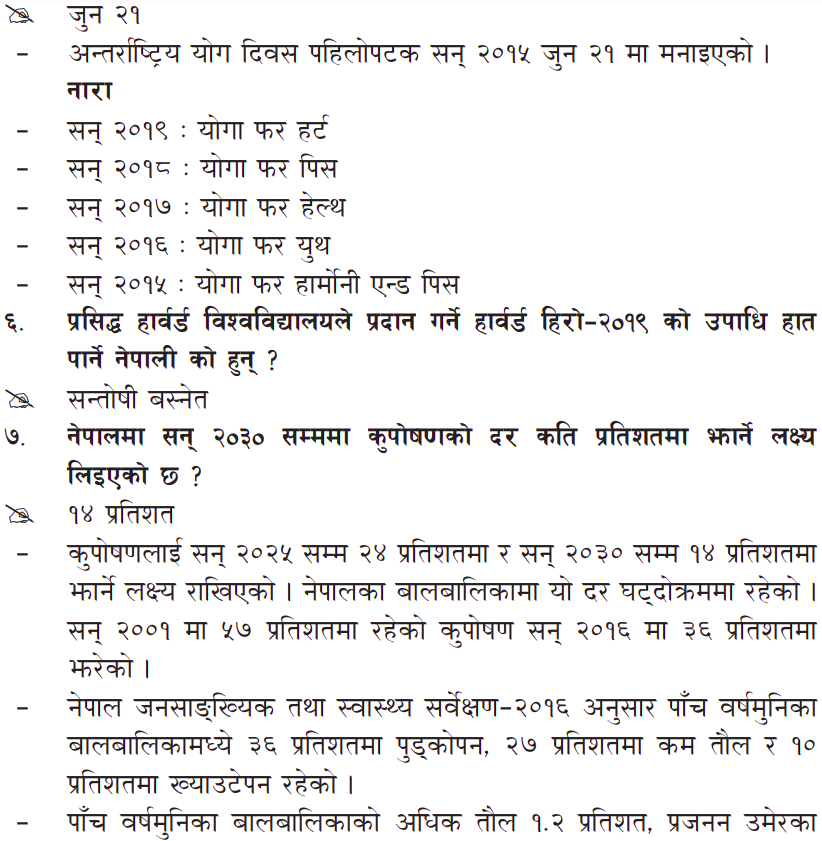 जुन २१
– अन्तर्राष्ट्रिय योग दिवस पहिलोपटक सन् २०१५ जुन २१ मा मनाइएको ।
नारा
– सन् २०१९ : योगा फर हर्ट
– सन् २०१८ : योगा फर पिस
– सन् २०१७ : योगा फर हेल्थ
– सन् २०१६ : योगा फर युथ
– सन् २०१५ : योगा फर हार्मोनी एन्ड पिस
६. प्रसिद्ध हार्वर्ड विश्वविद्यालयले प्रदान गर्ने हार्वर्ड हिरो–२०१९ को उपाधि हात
पार्ने नेपाली को हुन् ?
सन्तोषी बस्नेत
७. नेपालमा सन् २०३० सम्ममा कुपोषणको दर कति प्रतिशतमा झार्ने लक्ष्य
लिइएको छ ?
१४ प्रतिशत
– कुपोषणलाई सन् २०२५ सम्म २४ प्रतिशतमा र सन् २०३० सम्म १४ प्रतिशतमा
झार्ने लक्ष्य राखिएको । नेपालका बालबालिकामा यो दर घट्दोक्रममा रहेको ।
सन् २००१ मा ५७ प्रतिशतमा रहेको कुपोषण सन् २०१६ मा ३६ प्रतिशतमा
झरेको ।
– नेपाल जनसाङ्ख्यिक तथा स्वास्थ्य सर्वेक्षण–२०१६ अनुसार पाँच वर्षमुनिका
बालबालिकामध्ये ३६ प्रतिशतमा पुड्कोपन, २७ प्रतिशतमा कम तौल र १०
प्रतिशतमा ख्याउटेपन रहेको ।
– पाँच वर्षमुनिका बालबालिकाको अधिक तौल १.२ प्रतिशत, प्रजनन उमेरका